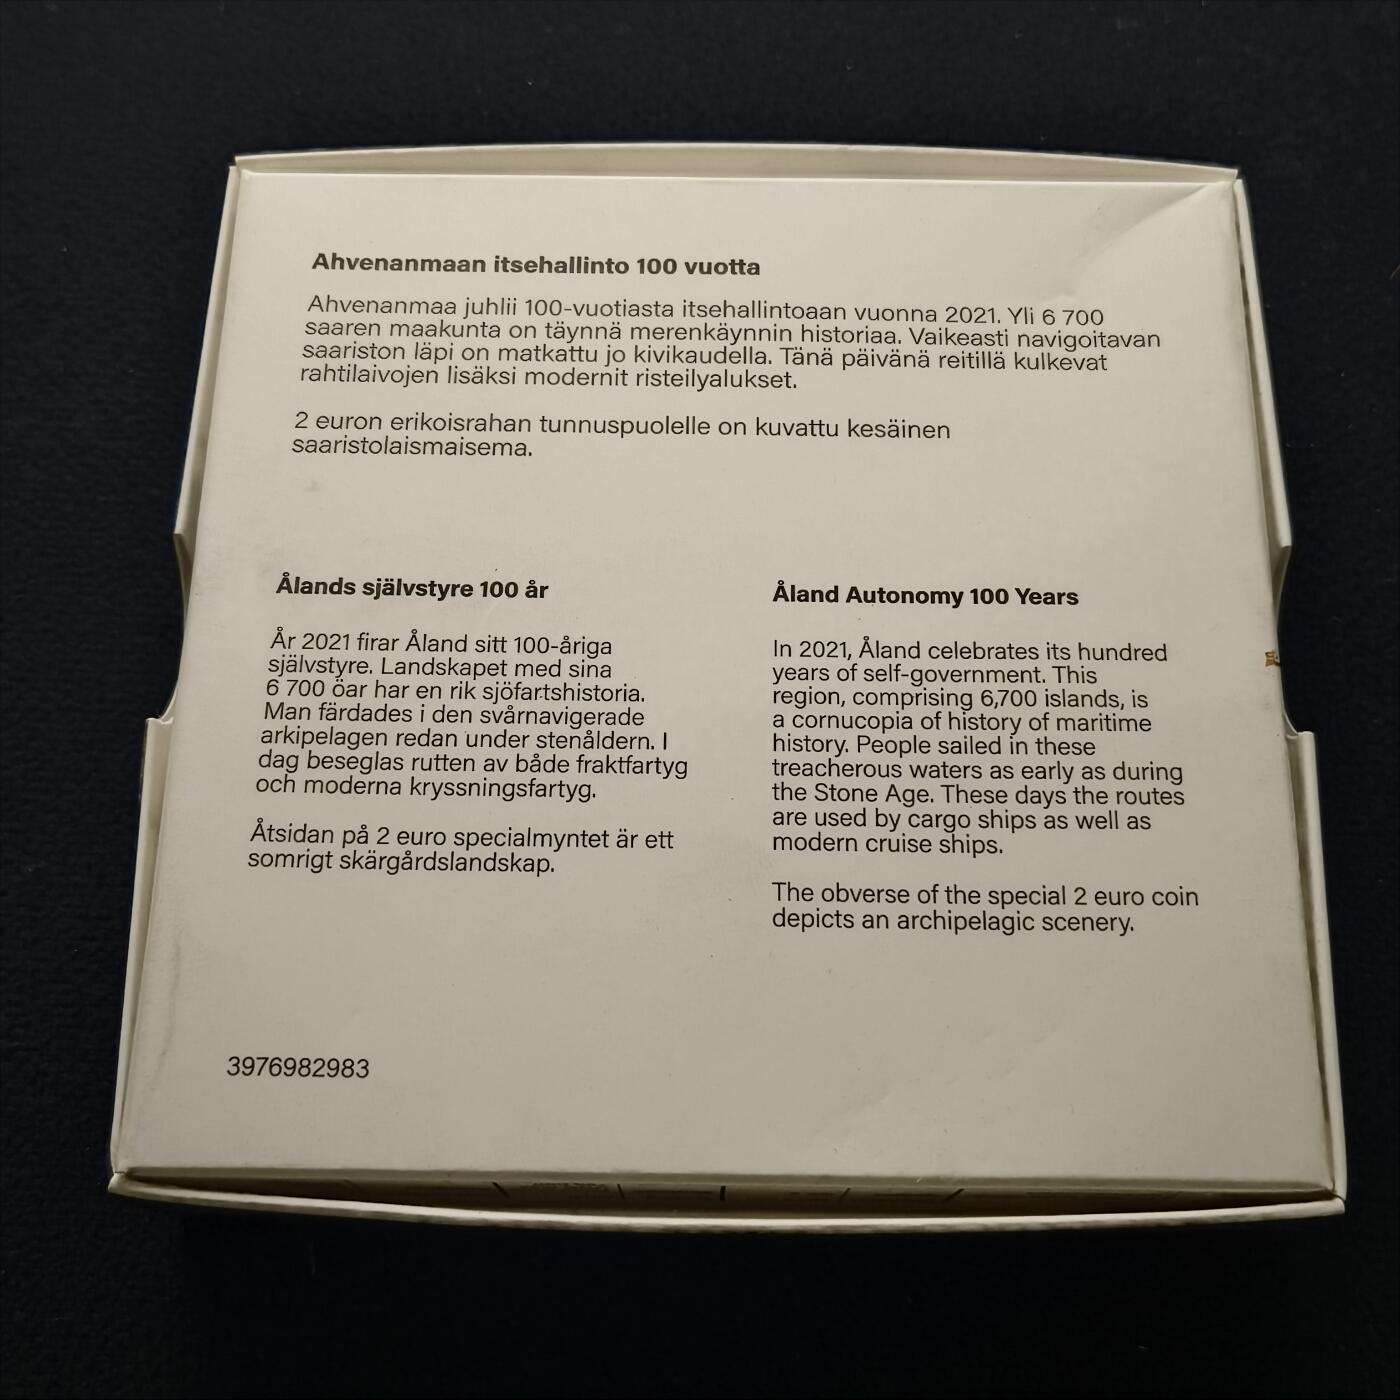 Ahvenanmaan itsehallinto 100 vuotta
Ahvenanmaa juhlii 100-vuotiasta itsehallintoaan vuonna 2021. Yli 6 700
saaren maakunta on täynnä merenkäynnin historiaa. Vaikeasti navigoitavan
saariston läpi on matkattu jo kivikaudella. Tänä päivänä reitillä kulkevat
rahtilaivojen lisäksi modernit risteilyalukset.
2 euron erikoisrahan tunnuspuolelle on kuvattu kesäinen
saaristolaismaisema.
Ålands självstyre 100 år
År 2021 firar Åland sitt 100-åriga
självstyre. Landskapet med sina
6 700 öar har en rik sjöfartshistoria.
Man färdades i den svårnavigerade
arkipelagen redan under stenåldern. I
dag beseglas rutten av både fraktfartyg
och moderna kryssningsfartyg.
Åtsidan på 2 euro specialmyntet är ett
somrigt skärgårdslandskap.
Åland Autonomy 100 Years
In 2021, Åland celebrates its hundred
years of self-government. This
region, comprising 6,700 islands, is
a cornucopia of history of maritime
history. People sailed in these
treacherous waters as early as during
the Stone Age. These days the routes
are used by cargo ships as well as
modern cruise ships.
The obverse of the special 2 euro coin
depicts an archipelagic scenery.
3976982983